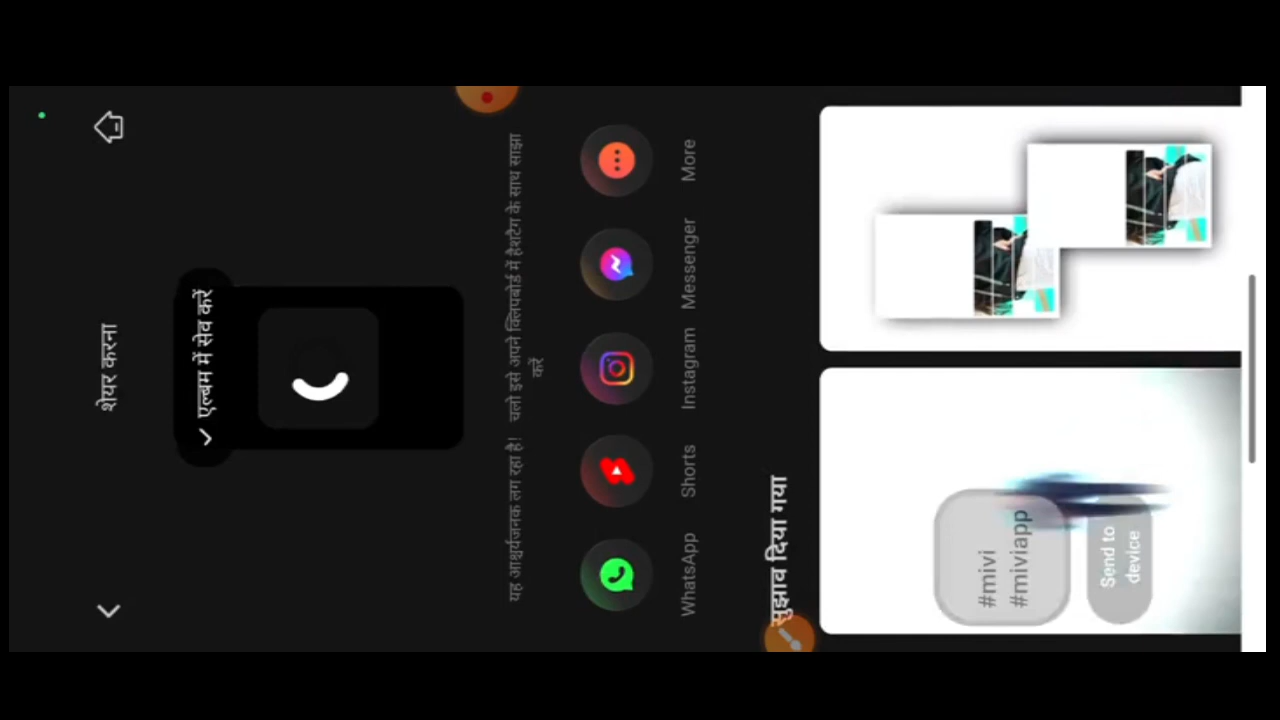 शेयर करना
एल्बम में सेव करें
यह आश्चर्यजनक लग रहा है! चलो इसे अपने क्लिपबोर्ड में हैशटैग के साथ साझा
करें
WhatsApp
Shorts
Instagram
Messenger
More
सुझाव दिया गया
#mivi
#miviapp
Send to
device